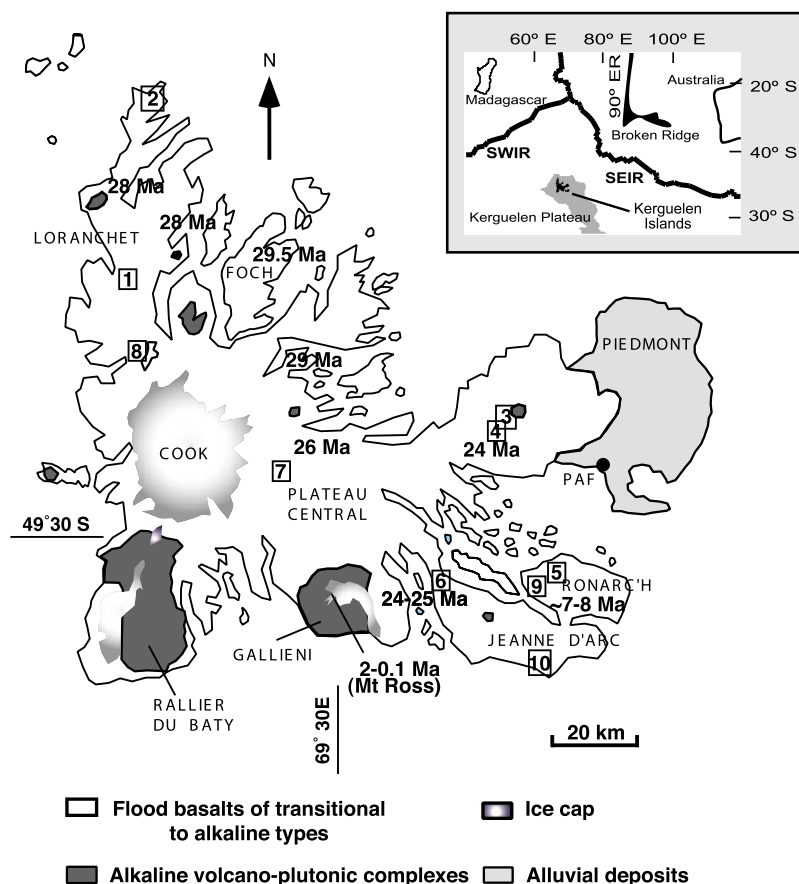 60° E 80° E 100° E
90° ER
Australia
20° S
Madagascar
Broken Ridge
SWIR
40° S
SEIR
Kerguelen Plateau
Kerguelen
Islands
30° S
N
2
28 Ma
28 Ma
LORANCHET
29.5 Ma
FOCH
1
8
29 Ma
PIEDMONT
3
4
24 Ma
COOK
26 Ma
7
PLATEAU
CENTRAL
PAF
49°30 S
6
5
9
RONARC'H
24-25 Ma
~7-8 Ma
JEANNE D'ARC
GALLIENI
2-0.1 Ma
(Mt Ross)
10
RALLIER
DU BATY
69° 30E
20 km
Flood basalts of transitional
to alkaline types
Ice cap
Alkaline volcano-plutonic complexes
Alluvial deposits